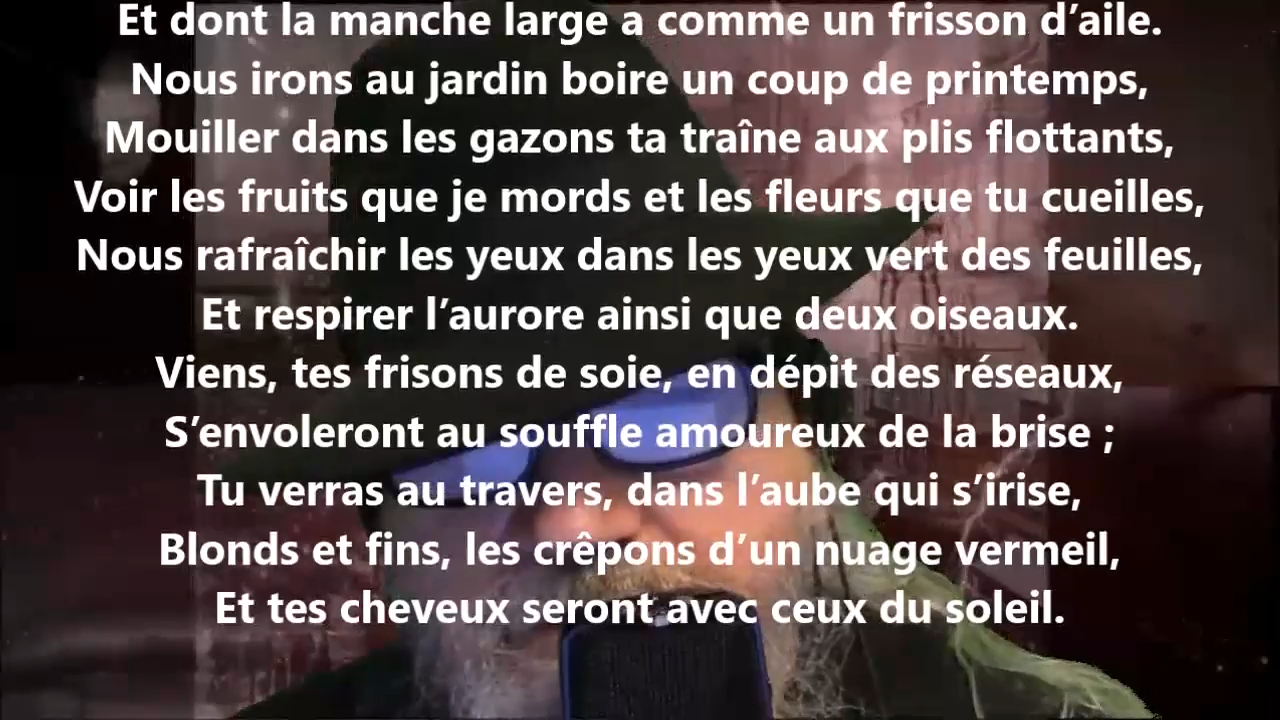 Et dont la manche large a comme un frisson d’aile.
Nous irons au jardin boire un coup de printemps,
Mouiller dans les gazons ta traîne aux plis flottants,
Voir les fruits que je mords et les fleurs que tu cueilles,
Nous rafraîchir les yeux dans les yeux vert des feuilles,
Et respirer l’aurore ainsi que deux oiseaux.
Viens, tes frisons de soie, en dépit des réseaux,
S’envoleront au souffle amoureux de la brise ;
Tu verras au travers, dans l’aube qui s’irise,
Blonds et fins, les crêpons d’un nuage vermeil,
Et tes cheveux seront avec ceux du soleil.